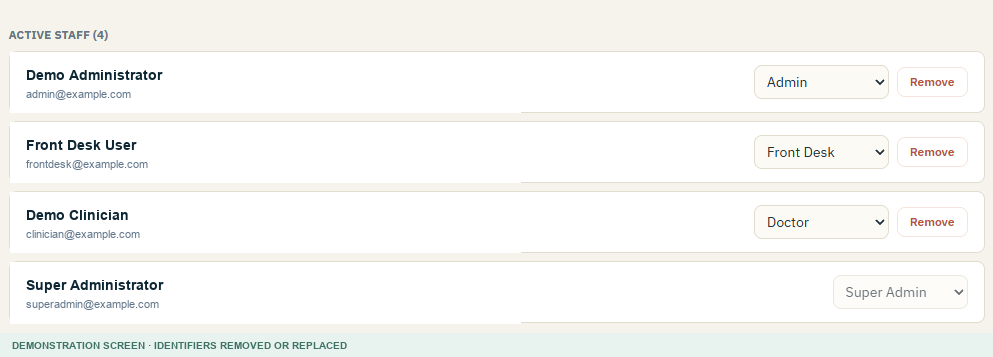 ACTIVE STAFF (4)
Demo Administrator
admin@example.com
Admin
Remove
Front Desk User
frontdesk@example.com
Front Desk
Remove
Demo Clinician
clinician@example.com
Doctor
Remove
Super Administrator
superadmin@example.com
Super Admin
DEMONSTRATION SCREEN · IDENTIFIERS REMOVED OR REPLACED